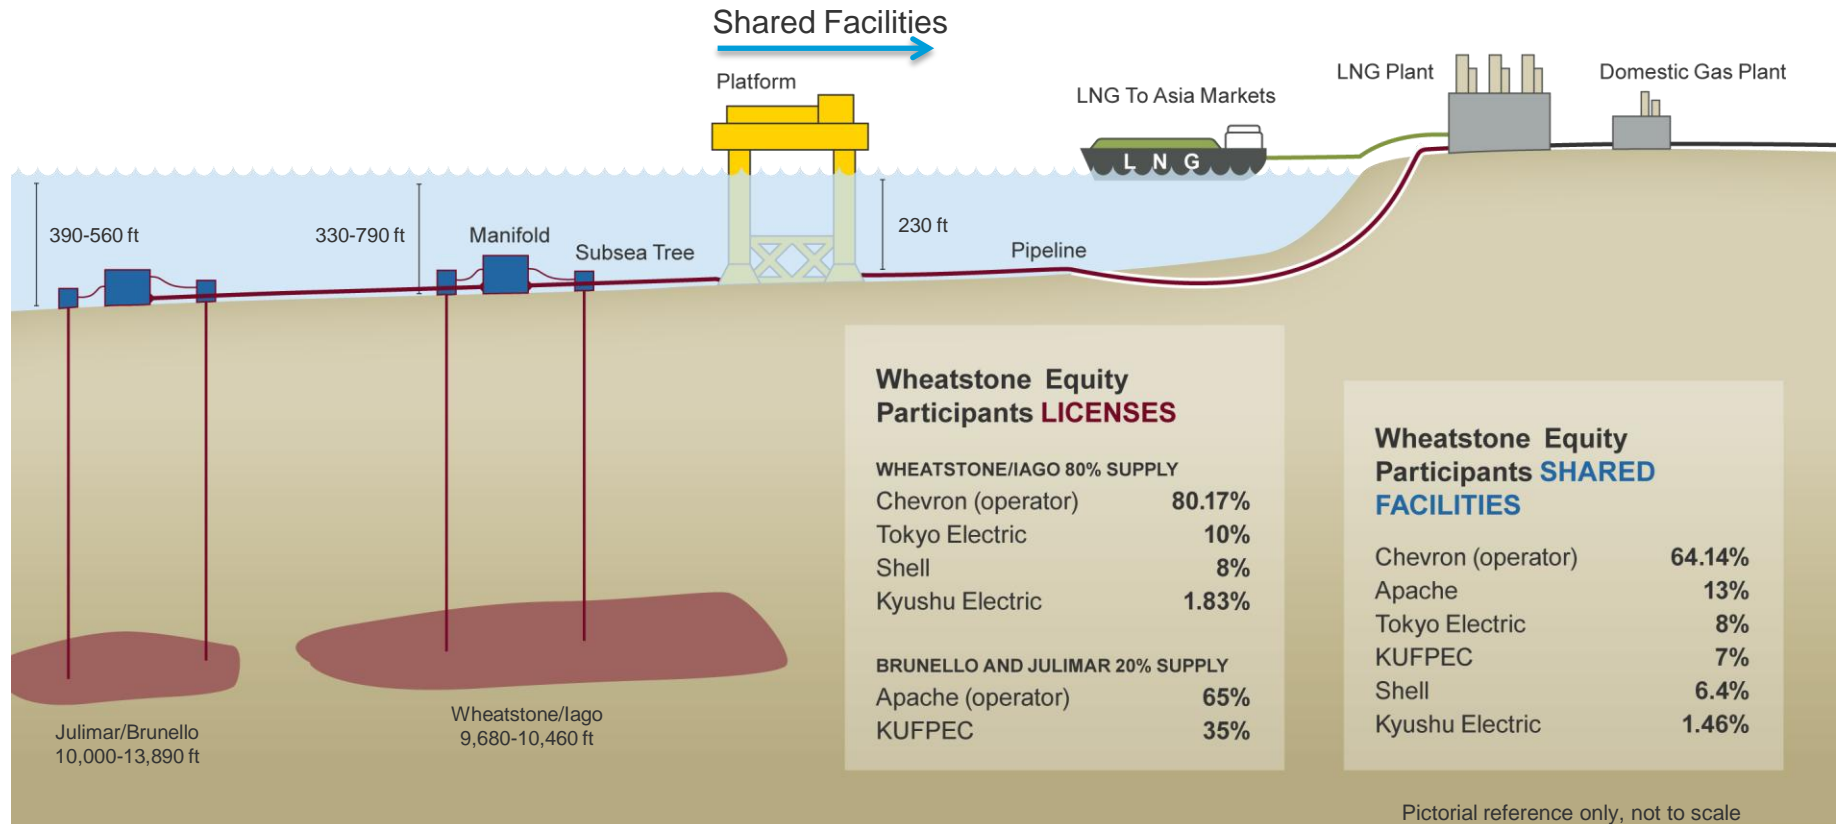 Shared Facilities
Platform
LNG To Asia Markets
LNG Plant
Domestic Gas Plant
L N G
390-560 ft
330-790 ft
Manifold
Subsea Tree
230 ft
Pipeline
Wheatstone Equity
Participants LICENSES
WHEATSTONE/IAGO 80% SUPPLY
Chevron (operator) 80.17%
Tokyo Electric 10%
Shell 8%
Kyushu Electric 1.83%
BRUNELLO AND JULIMAR 20% SUPPLY
Apache (operator) 65%
KUFPEC 35%
Wheatstone Equity
Participants SHARED
FACILITIES
Chevron (operator) 64.14%
Apache 13%
Tokyo Electric 8%
KUFPEC 7%
Shell 6.4%
Kyushu Electric 1.46%
Julimar/Brunello
10,000-13,890 ft
Wheatstone/Iago
9,680-10,460 ft
Pictorial reference only, not to scale